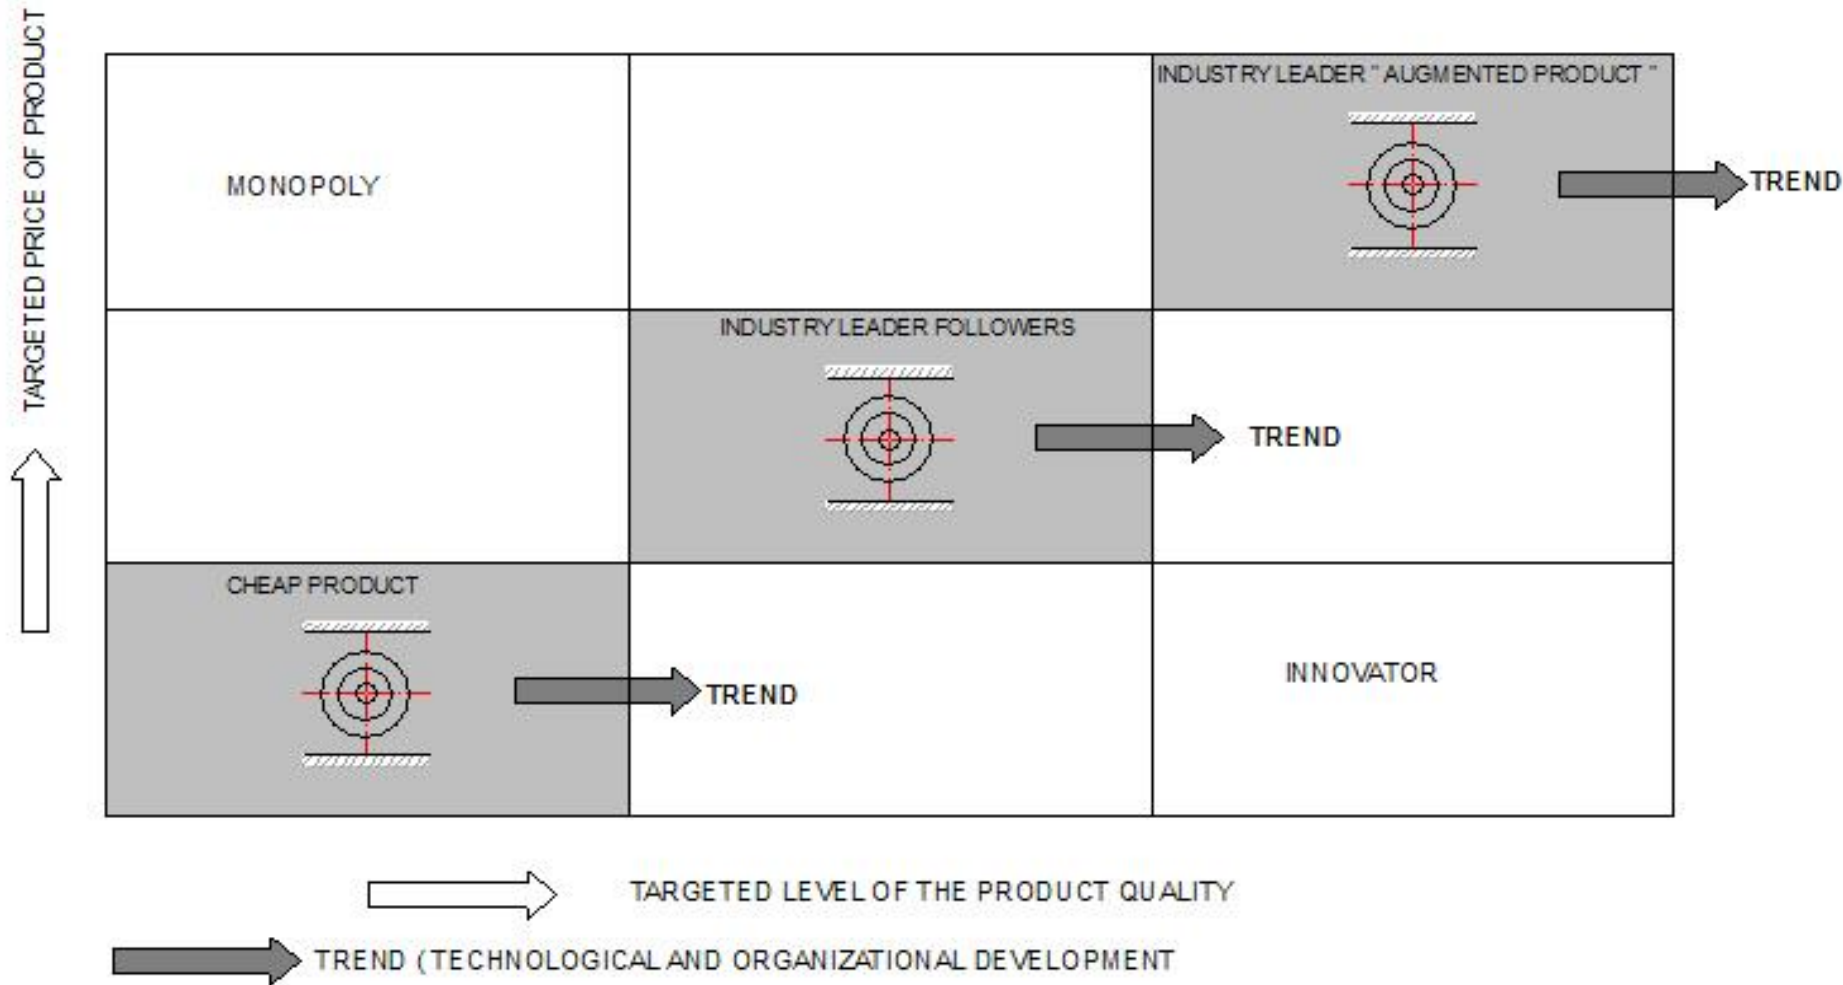 TARGETED PRICE OF PRODUCT
INDUSTRY LEADER " AUGMENTED PRODUCT "
MONOPOLY
TREND
INDUSTRY LEADER FOLLOWERS
TREND
CHEAP PRODUCT
INNOVATOR
TREND
TARGETED LEVEL OF THE PRODUCT QUALITY
TREND ( TECHNOLOGICAL AND ORGANIZATIONAL DEVELOPMENT